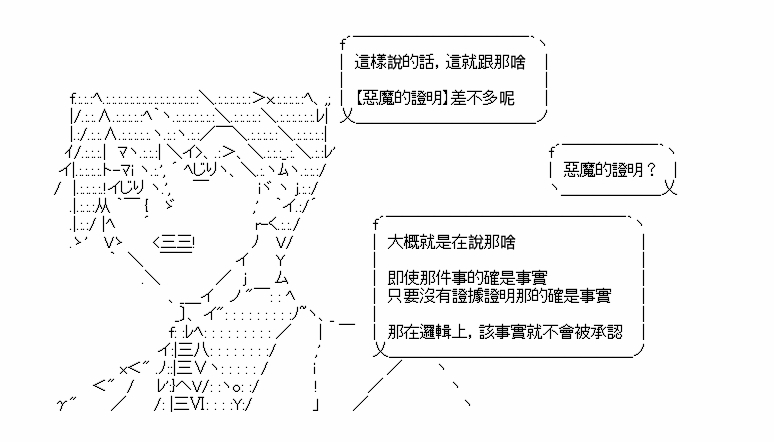 這樣說的話，這就跟那啥
【惡魔的證明】差不多呢
惡魔的證明？
大概就是在說那啥
即使那件事的確是事實
只要沒有證據證明那的確是事實
那在邏輯上，該事實就不會被承認